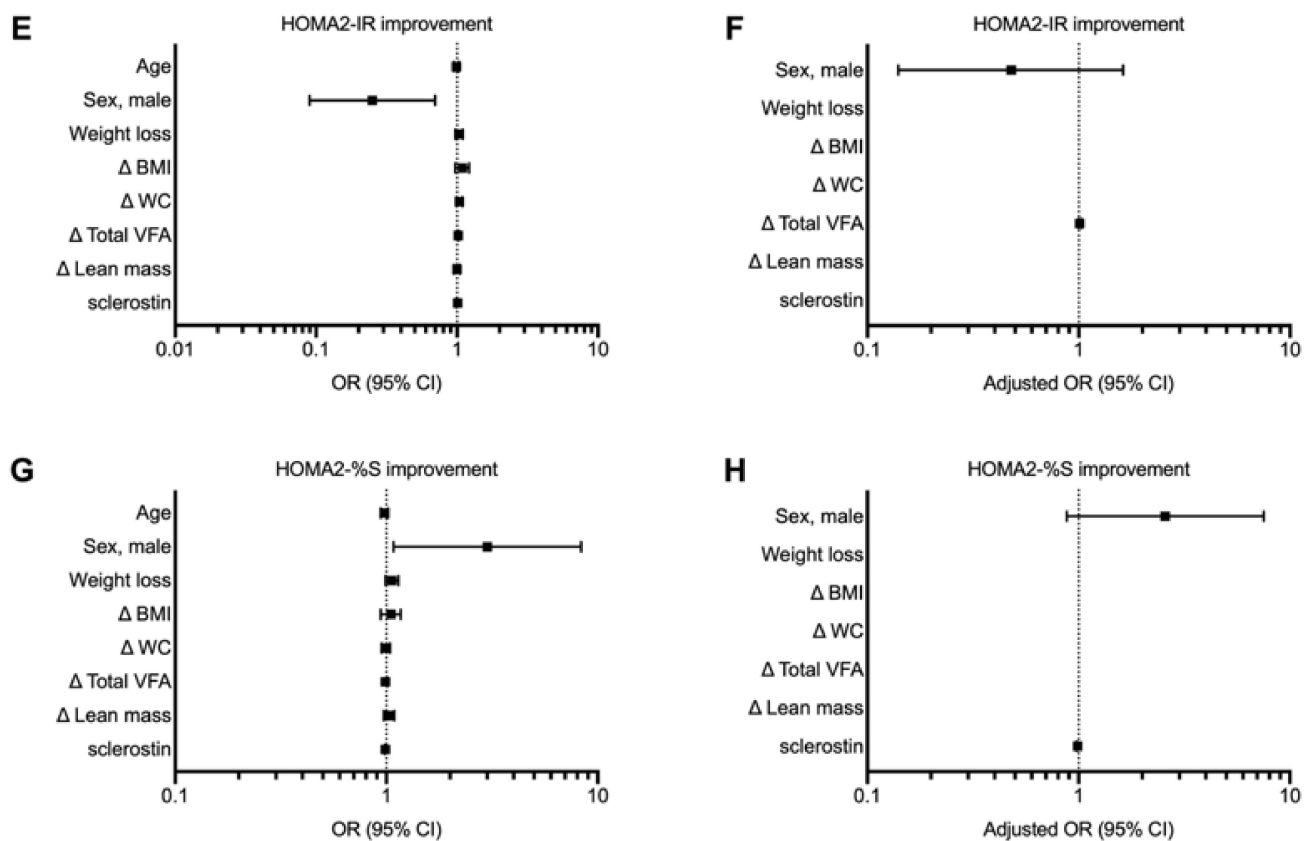 E
HOMA2-IR improvement
Age
Sex, male
Weight loss
Δ BMI
Δ WC
Δ Total VFA
Δ Lean mass
sclerostin
0.01 0.1 1 10
OR (95% CI)
F
HOMA2-IR improvement
Sex, male
Weight loss
Δ BMI
Δ WC
Δ Total VFA
Δ Lean mass
sclerostin
0.1 1 10
Adjusted OR (95% CI)
G
HOMA2-%S improvement
Age
Sex, male
Weight loss
Δ BMI
Δ WC
Δ Total VFA
Δ Lean mass
sclerostin
0.1 1 10
OR (95% CI)
H
HOMA2-%S improvement
Sex, male
Weight loss
Δ BMI
Δ WC
Δ Total VFA
Δ Lean mass
sclerostin
0.1 1 10
Adjusted OR (95% CI)